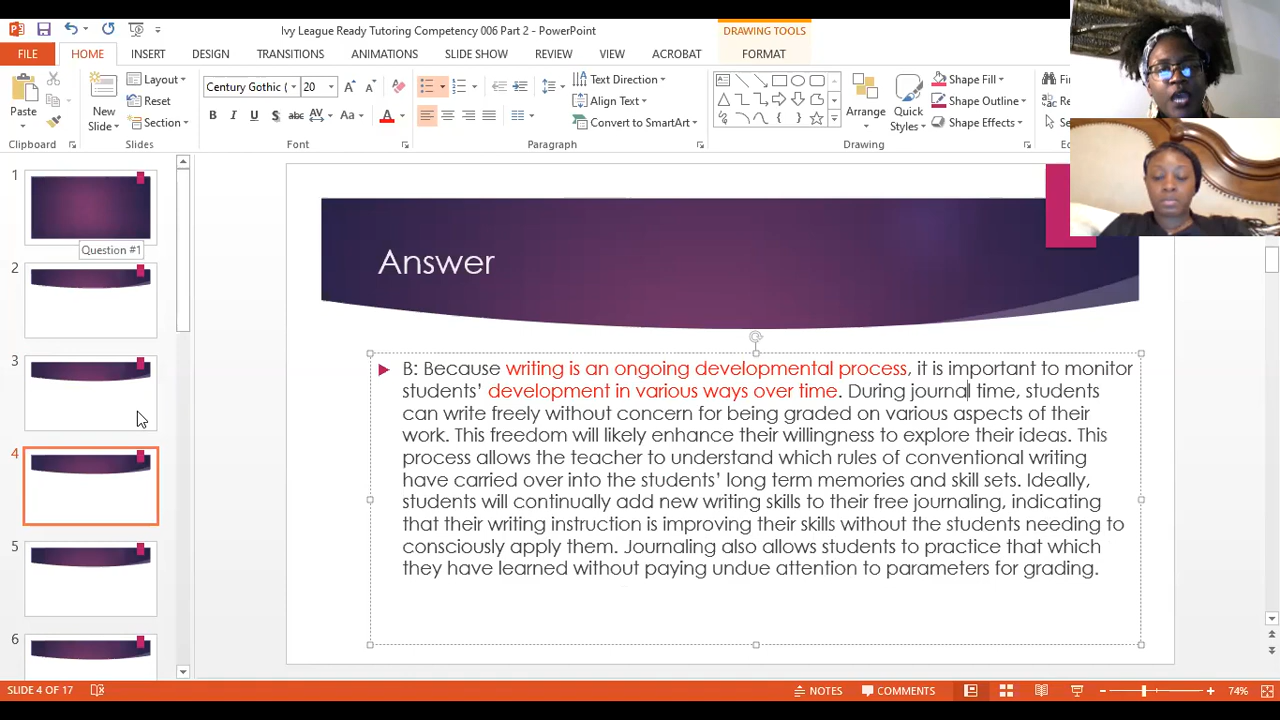 Ivy League Ready Tutoring Competency 006 Part 2 - PowerPoint
DRAWING TOOLS
FILE HOME INSERT DESIGN TRANSITIONS ANIMATIONS SLIDE SHOW REVIEW VIEW ACROBAT FORMAT
Paste
Clipboard
New Slide
Layout
Reset
Section
Slides
Century Gothic ( 20
B I U S abc AV Aa A
Font
Text Direction
Align Text
Convert to SmartArt
Paragraph
Arrange
Quick Styles
Shape Fill
Shape Outline
Shape Effects
Drawing
1
Question #1
2
3
4
5
6
Answer
B: Because writing is an ongoing developmental process, it is important to monitor
students’ development in various ways over time. During journal time, students
can write freely without concern for being graded on various aspects of their
work. This freedom will likely enhance their willingness to explore their ideas. This
process allows the teacher to understand which rules of conventional writing
have carried over into the students’ long term memories and skill sets. Ideally,
students will continually add new writing skills to their free journaling, indicating
that their writing instruction is improving their skills without the students needing to
consciously apply them. Journaling also allows students to practice that which
they have learned without paying undue attention to parameters for grading.
SLIDE 4 OF 17
NOTES COMMENTS 74%